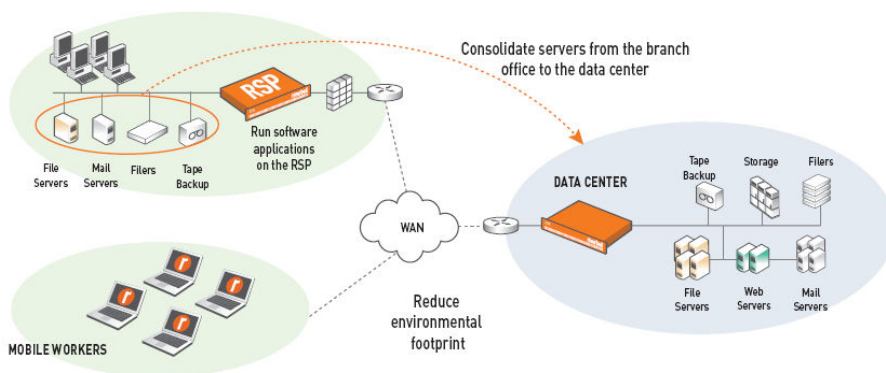 Consolidate servers from the branch
office to the data center
RSP
Run software
applications
on the RSP
File
Servers
Mail
Servers
Filers
Tape
Backup
DATA CENTER
Tape
Backup
Storage
Filers
WAN
File
Servers
Web
Servers
Mail
Servers
Reduce
environmental
footprint
MOBILE WORKERS